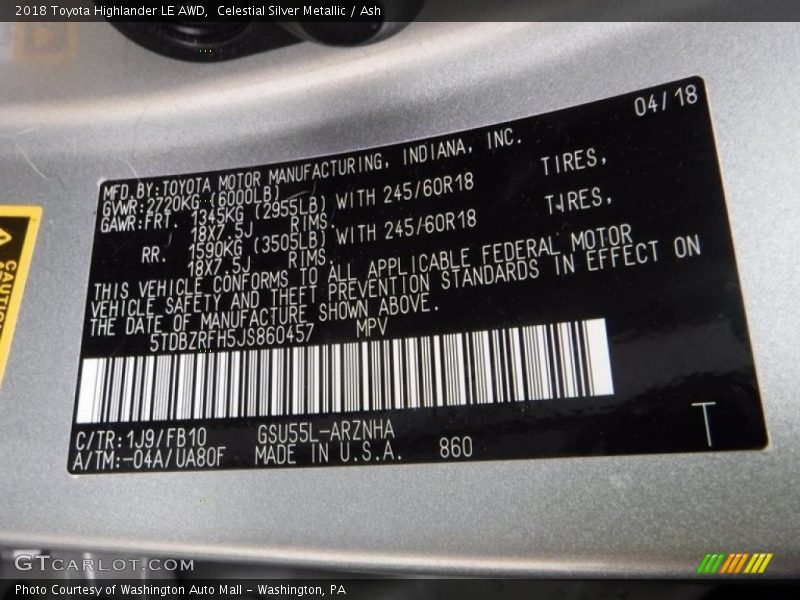 2018 Toyota Highlander LE AWD,  Celestial Silver Metallic / Ash
04/18
MFD.BY:TOYOTA MOTOR MANUFACTURING, INDIANA, INC.
GVWR:2720KG (6000LB)
GAWR:FRT. 1345KG (2955LB) WITH 245/60R18 TIRES,
18X7.5J RIMS.
RR. 1590KG (3505LB) WITH 245/60R18 TIRES,
18X7.5J RIMS.
THIS VEHICLE CONFORMS TO ALL APPLICABLE FEDERAL MOTOR
VEHICLE SAFETY AND THEFT PREVENTION STANDARDS IN EFFECT ON
THE DATE OF MANUFACTURE SHOWN ABOVE.
5TDBZRFH5JS860457 MPV
C/TR:1J9/FB10 GSU55L-ARZNHA
A/TM:-04A/UA80F MADE IN U.S.A. 860
T
CAUTION
GTCARLOT.COM
Photo Courtesy of Washington Auto Mall - Washington, PA